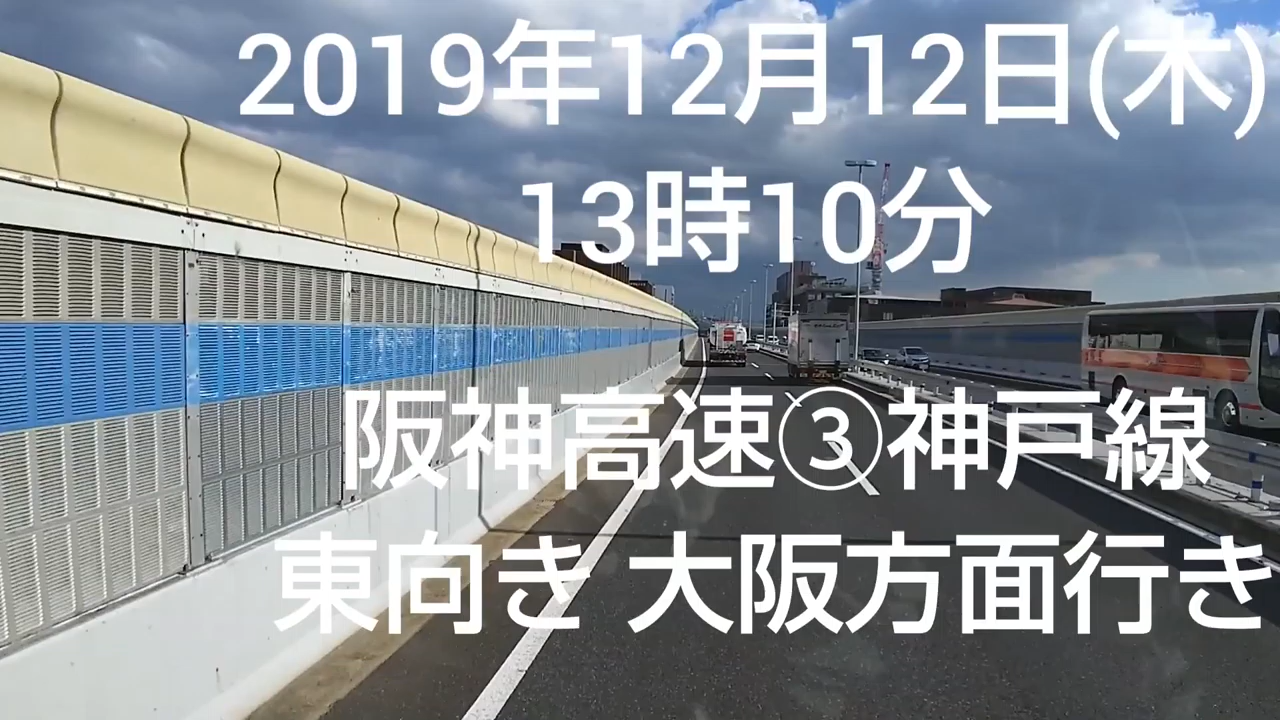 2019年12月12日(木)
13時10分
阪神高速③神戸線
東向き 大阪方面行き